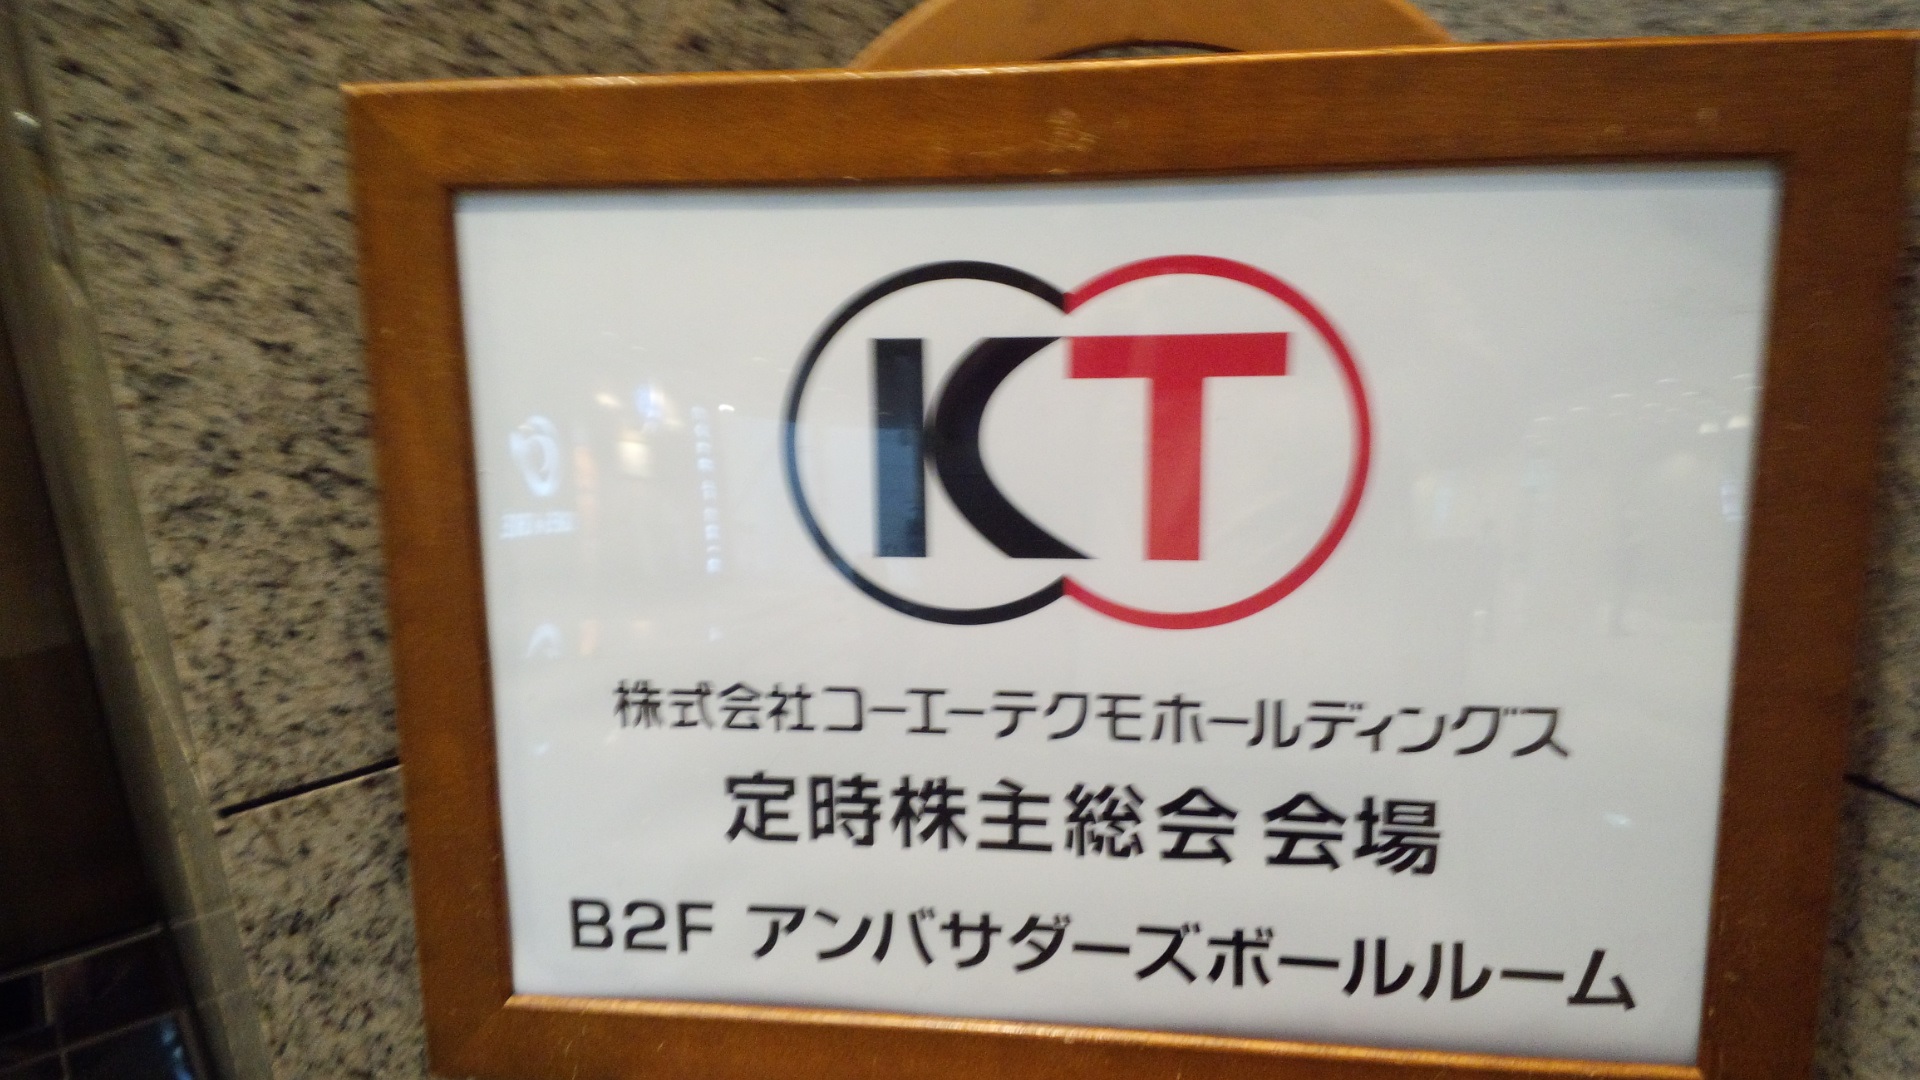 KT
株式会社コーエーテクモホールディングス
定時株主総会 会場
B2F アンバサダーズボールルーム